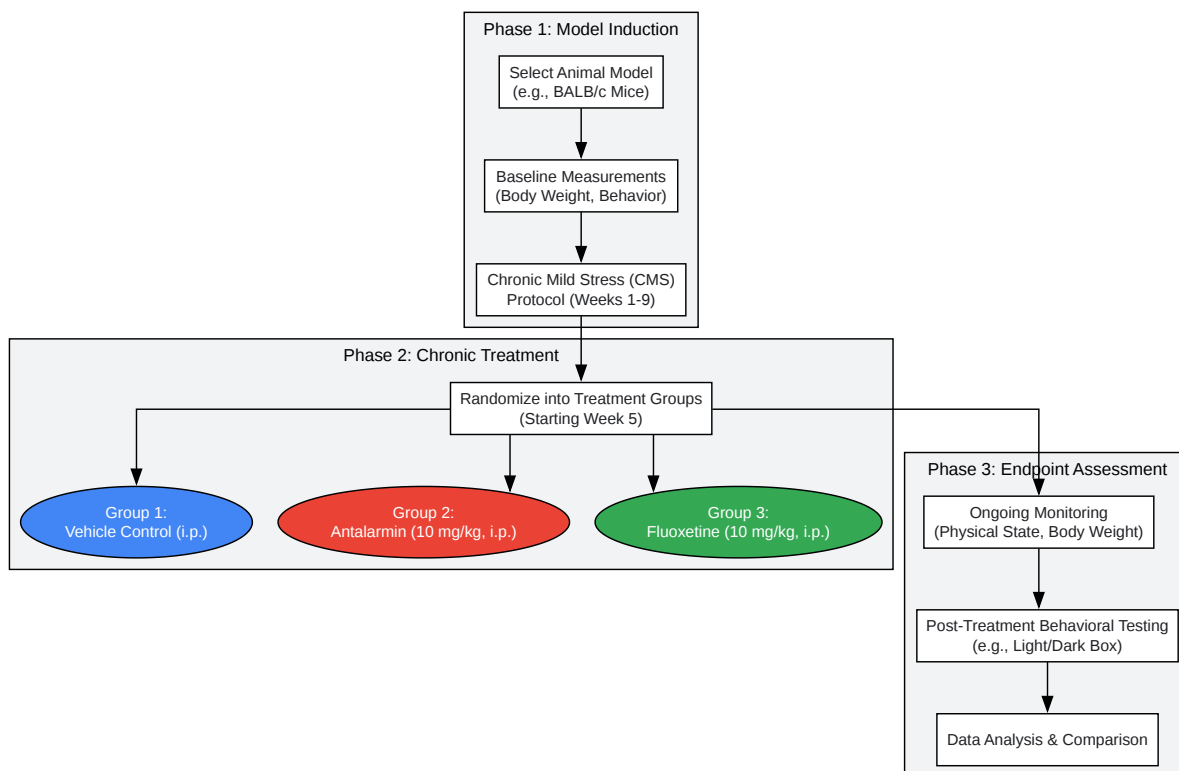 Phase 1: Model Induction
Select Animal Model
(e.g., BALB/c Mice)
Baseline Measurements
(Body Weight, Behavior)
Chronic Mild Stress (CMS)
Protocol (Weeks 1-9)
Phase 2: Chronic Treatment
Randomize into Treatment Groups
(Starting Week 5)
Group 1:
Vehicle Control (i.p.)
Group 2:
Antalarmin (10 mg/kg, i.p.)
Group 3:
Fluoxetine (10 mg/kg, i.p.)
Phase 3: Endpoint Assessment
Ongoing Monitoring
(Physical State, Body Weight)
Post-Treatment Behavioral Testing
(e.g., Light/Dark Box)
Data Analysis & Comparison